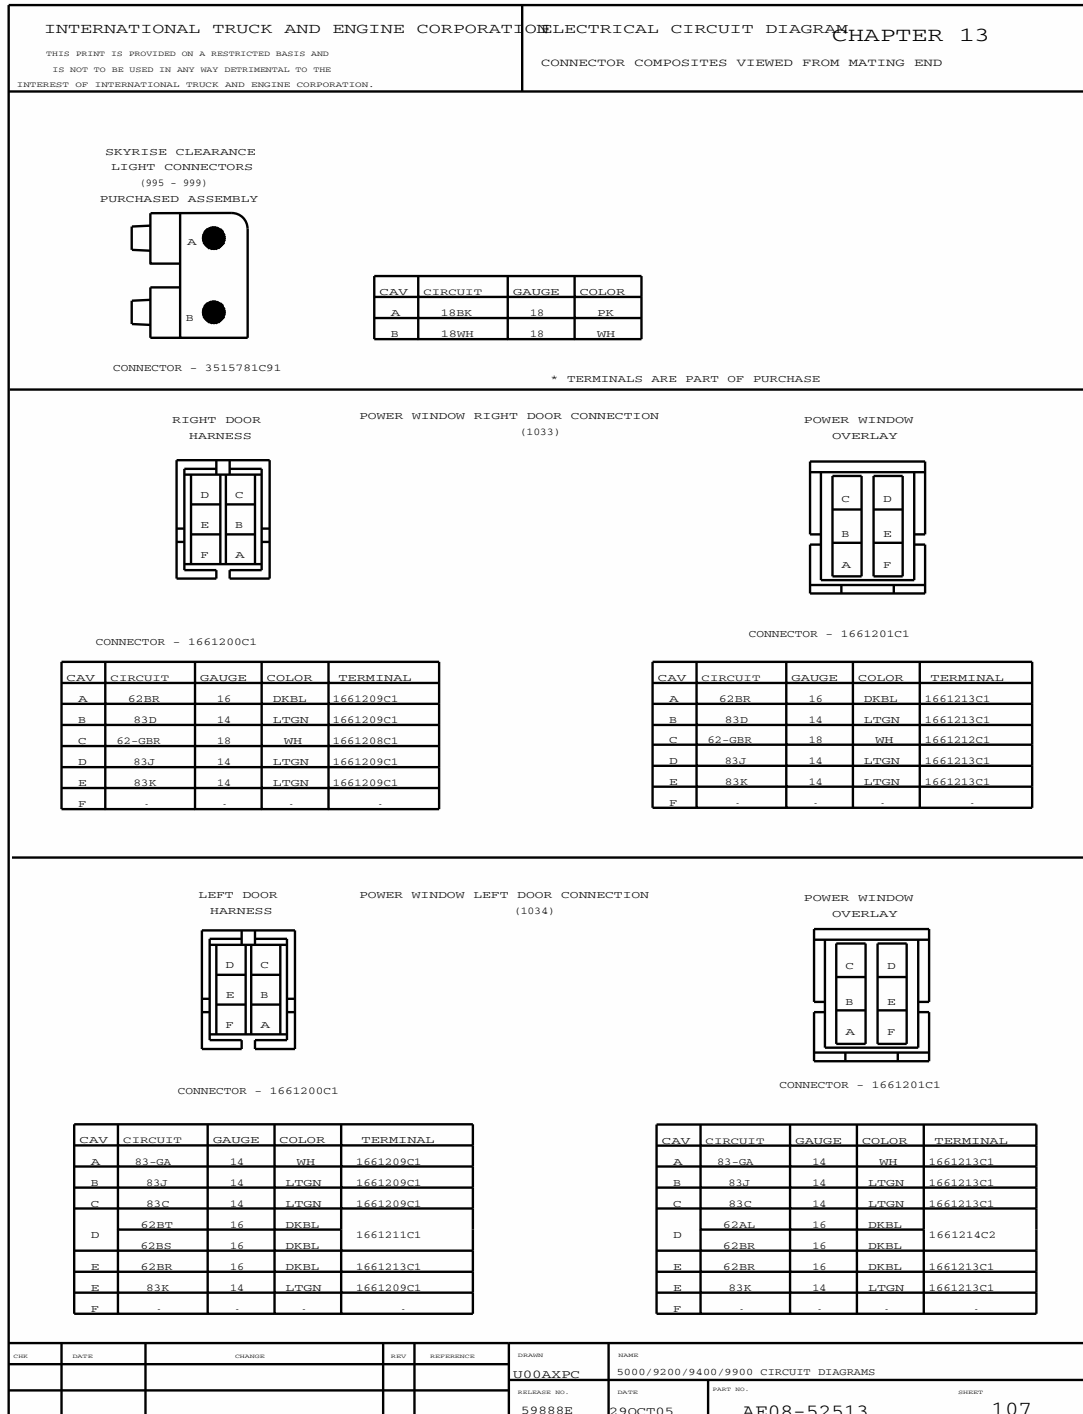 INTERNATIONAL TRUCK AND ENGINE CORPORATION
THIS PRINT IS PROVIDED ON A RESTRICTED BASIS AND
IS NOT TO BE USED IN ANY WAY DETRIMENTAL TO THE
INTEREST OF INTERNATIONAL TRUCK AND ENGINE CORPORATION.
ELECTRICAL CIRCUIT DIAGRAM
CHAPTER 13
CONNECTOR COMPOSITES VIEWED FROM MATING END
SKYRISE CLEARANCE
LIGHT CONNECTORS
(995 - 999)
PURCHASED ASSEMBLY
A
B
CONNECTOR - 3515781C91
CAV CIRCUIT GAUGE COLOR
A 18BK 18 PK
B 18WH 18 WH
* TERMINALS ARE PART OF PURCHASE
POWER WINDOW RIGHT DOOR CONNECTION
(1033)
RIGHT DOOR
HARNESS
D C
E B
F A
CONNECTOR - 1661200C1
CAV CIRCUIT GAUGE COLOR TERMINAL
A 62BR 16 DKBL 1661209C1
B 83D 14 LTGN 1661209C1
C 62-GBR 18 WH 1661208C1
D 83J 14 LTGN 1661209C1
E 83K 14 LTGN 1661209C1
F - - - -
POWER WINDOW
OVERLAY
C D
B E
A F
CONNECTOR - 1661201C1
CAV CIRCUIT GAUGE COLOR TERMINAL
A 62BR 16 DKBL 1661213C1
B 83D 14 LTGN 1661213C1
C 62-GBR 18 WH 1661212C1
D 83J 14 LTGN 1661213C1
E 83K 14 LTGN 1661213C1
F - - - -
POWER WINDOW LEFT DOOR CONNECTION
(1034)
LEFT DOOR
HARNESS
D C
E B
F A
CONNECTOR - 1661200C1
CAV CIRCUIT GAUGE COLOR TERMINAL
A 83-GA 14 WH 1661209C1
B 83J 14 LTGN 1661209C1
C 83C 14 LTGN 1661209C1
D 62BT 16 DKBL 1661211C1
62BS 16 DKBL
E 62BR 16 DKBL 1661213C1
E 83K 14 LTGN 1661209C1
F - - - -
POWER WINDOW
OVERLAY
C D
B E
A F
CONNECTOR - 1661201C1
CAV CIRCUIT GAUGE COLOR TERMINAL
A 83-GA 14 WH 1661213C1
B 83J 14 LTGN 1661213C1
C 83C 14 LTGN 1661213C1
D 62AL 16 DKBL 1661214C2
62BR 16 DKBL
E 62BR 16 DKBL 1661213C1
E 83K 14 LTGN 1661213C1
F - - - -
CHK DATE CHANGE REV REFERENCE
DRAWN
U00AXPC
NAME
5000/9200/9400/9900 CIRCUIT DIAGRAMS
RELEASE NO.
59888E
DATE
29OCT05
PART NO.
AE08-52513
SHEET
107